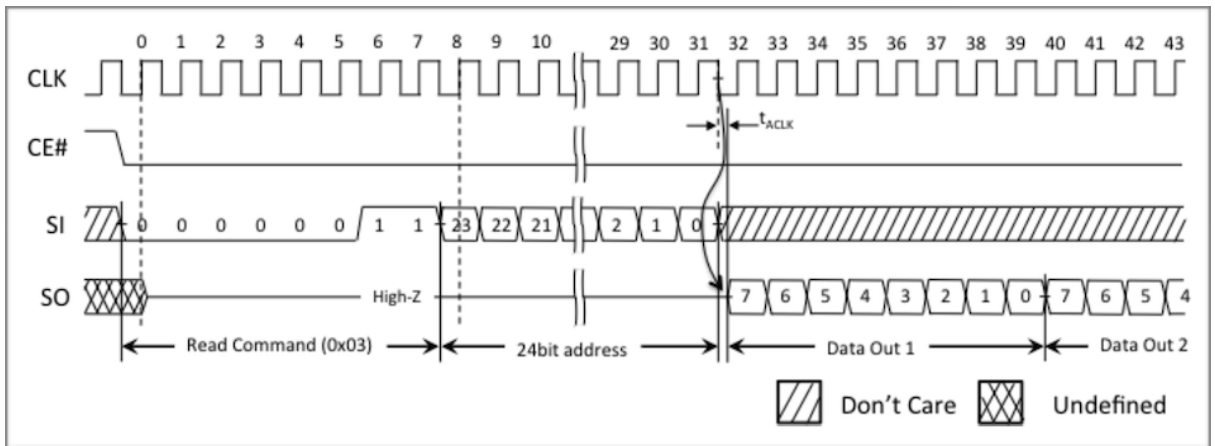 0 1 2 3 4 5 6 7 8 9 10 29 30 31 32 33 34 35 36 37 38 39 40 41 42 43
CLK
tACLK
CE#
SI 0 0 0 0 0 0 1 1 23 22 21 2 1 0
SO High-Z 7 6 5 4 3 2 1 0 7 6 5 4
Read Command (0x03) 24bit address Data Out 1 Data Out 2
Don't Care Undefined